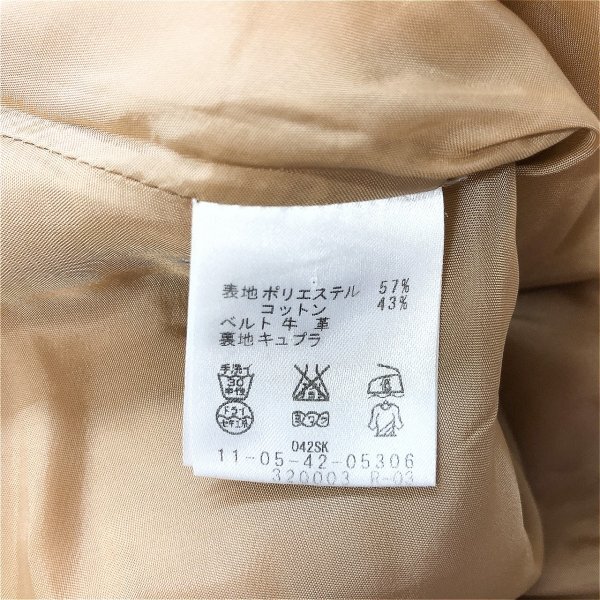 表地 ポリエステル 57%
コットン 43%
ベルト 牛 革
裏地 キュプラ
手洗イ
30
中性
ドライ
セキユ系
042SK
11-05-42-05306
320003 R-03